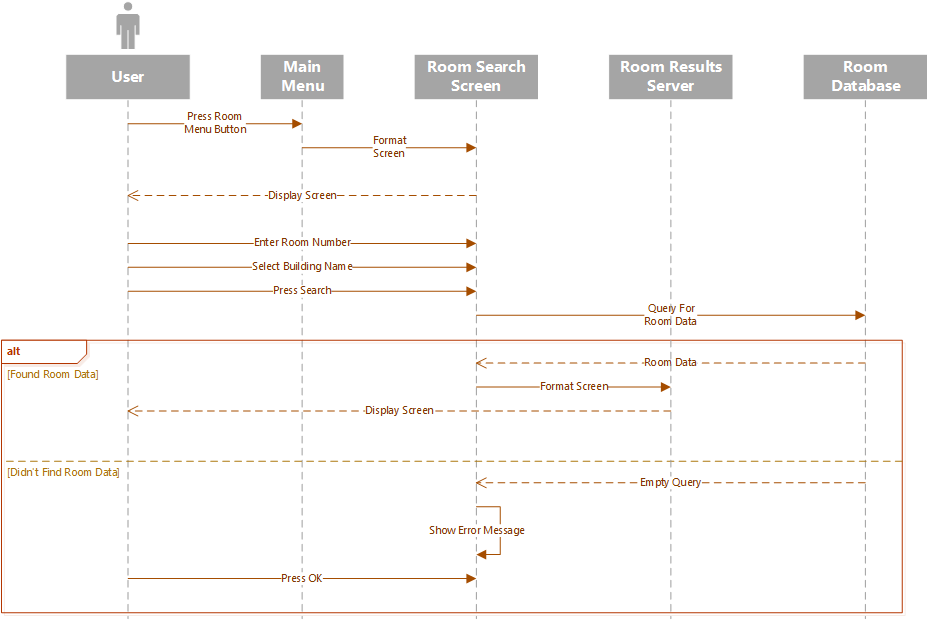 User
Main
Menu
Room Search
Screen
Room Results
Server
Room
Database
Press Room
Menu Button
Format
Screen
Display Screen
Enter Room Number
Select Building Name
Press Search
Query For
Room Data
alt
[Found Room Data]
Room Data
Format Screen
Display Screen
[Didn't Find Room Data]
Empty Query
Show Error Message
Press OK